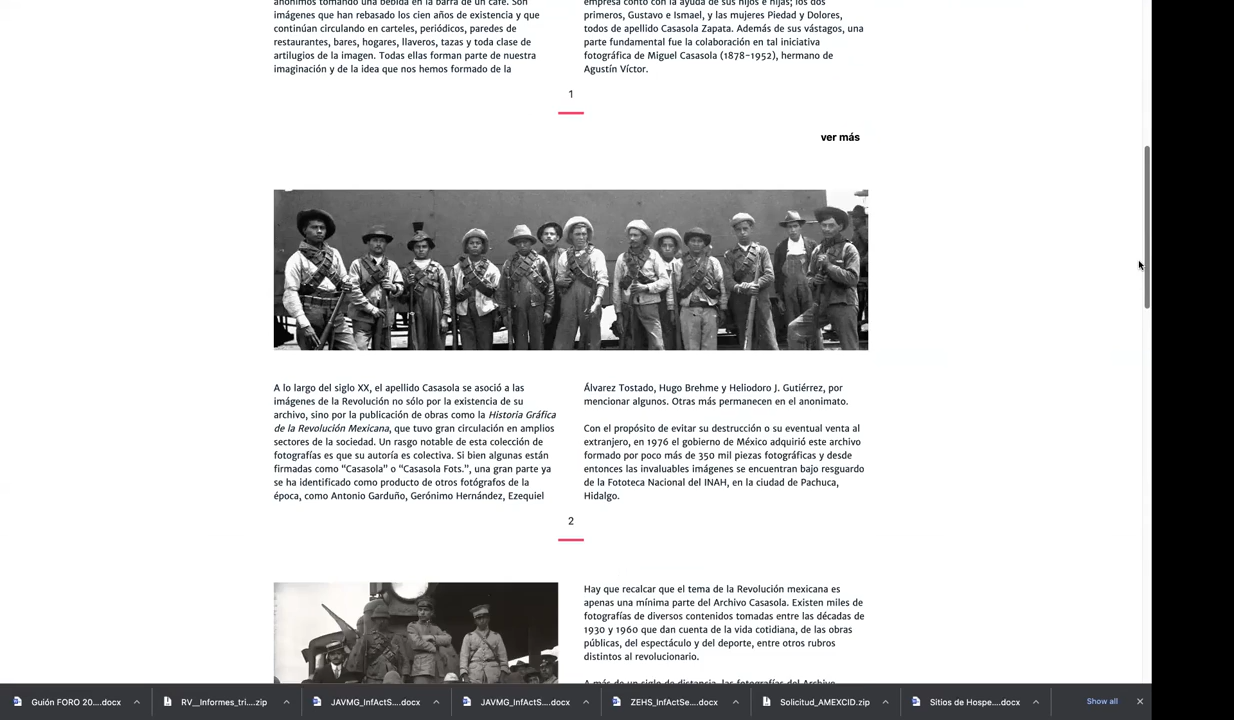 anónimos tomando una bebida en la barra de un café. Son
imágenes que han rebasado los cien años de existencia y que
continúan circulando en carteles, periódicos, paredes de
restaurantes, bares, hogares, llaveros, tazas y toda clase de
artilugios de la imagen. Todas ellas forman parte de nuestra
imaginación y de la idea que nos hemos formado de la
empresa contó con la ayuda de sus hijos e hijas; los dos
primeros, Gustavo e Ismael, y las mujeres Piedad y Dolores,
todos de apellido Casasola Zapata. Además de sus vástagos, una
parte fundamental fue la colaboración en tal iniciativa
fotográfica de Miguel Casasola (1878-1952), hermano de
Agustín Víctor.
1
ver más
A lo largo del siglo XX, el apellido Casasola se asoció a las
imágenes de la Revolución no sólo por la existencia de su
archivo, sino por la publicación de obras como la Historia Gráfica
de la Revolución Mexicana, que tuvo gran circulación en amplios
sectores de la sociedad. Un rasgo notable de esta colección de
fotografías es que su autoría es colectiva. Si bien algunas están
firmadas como “Casasola” o “Casasola Fots.”, una gran parte ya
se ha identificado como producto de otros fotógrafos de la
época, como Antonio Garduño, Gerónimo Hernández, Ezequiel
Álvarez Tostado, Hugo Brehme y Heliodoro J. Gutiérrez, por
mencionar algunos. Otras más permanecen en el anonimato.
Con el propósito de evitar su destrucción o su eventual venta al
extranjero, en 1976 el gobierno de México adquirió este archivo
formado por poco más de 350 mil piezas fotográficas y desde
entonces las invaluables imágenes se encuentran bajo resguardo
de la Fototeca Nacional del INAH, en la ciudad de Pachuca,
Hidalgo.
2
Hay que recalcar que el tema de la Revolución mexicana es
apenas una mínima parte del Archivo Casasola. Existen miles de
fotografías de diversos contenidos tomadas entre las décadas de
1930 y 1960 que dan cuenta de la vida cotidiana, de las obras
públicas, del espectáculo y del deporte, entre otros rubros
distintos al revolucionario.
A más de un siglo de distancia, las fotografías del Archivo
Guión FORO 20....docx
RV__Informes_tri....zip
JAVMG_InfActS....docx
JAVMG_InfActS....docx
ZEHS_InfActSe....docx
Solicitud_AMEXCID.zip
Sitios de Hospe....docx
Show all